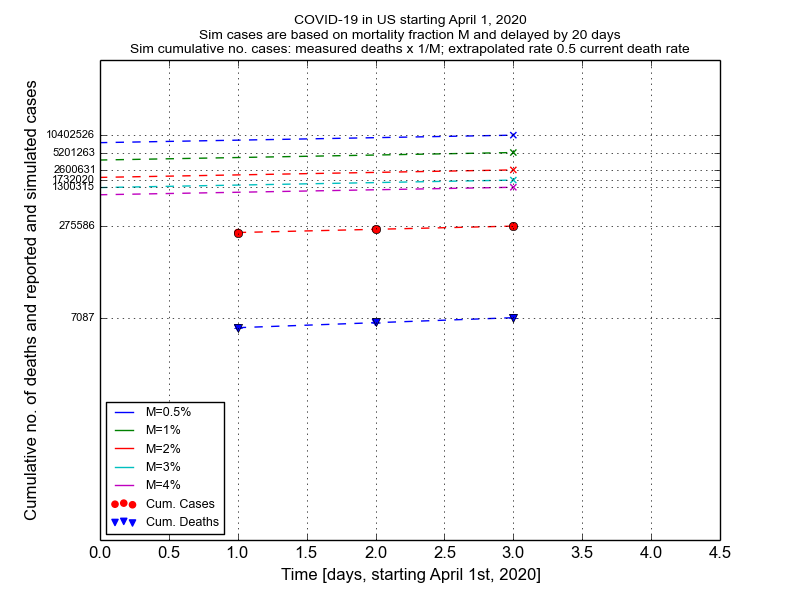 COVID-19 in US starting April 1, 2020
Sim cases are based on mortality fraction M and delayed by 20 days
Sim cumulative no. cases: measured deaths x 1/M; extrapolated rate 0.5 current death rate
Cumulative no. of deaths and reported and simulated cases
10402526
5201263
2600631
1732020
1300315
275586
7087
M=0.5%
M=1%
M=2%
M=3%
M=4%
Cum. Cases
Cum. Deaths
0.0 0.5 1.0 1.5 2.0 2.5 3.0 3.5 4.0 4.5
Time [days, starting April 1st, 2020]